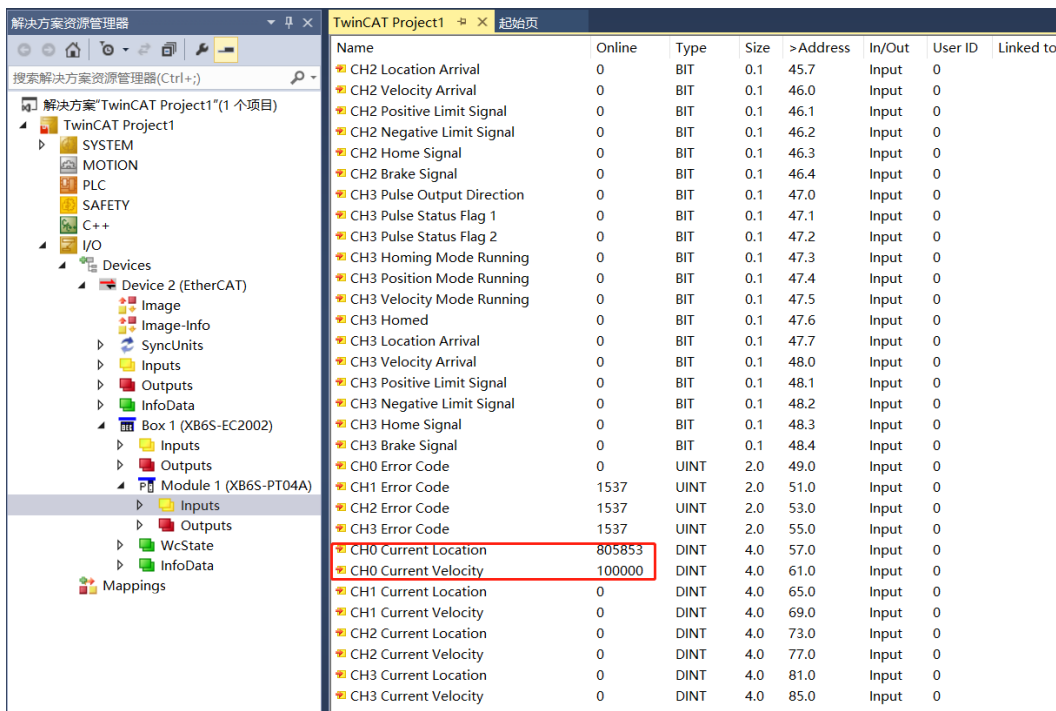 解决方案资源管理器
搜索解决方案资源管理器(Ctrl+;)
解决方案"TwinCAT Project1"(1 个项目)
TwinCAT Project1
SYSTEM
MOTION
PLC
SAFETY
C++
I/O
Devices
Device 2 (EtherCAT)
Image
Image-Info
SyncUnits
Inputs
Outputs
InfoData
Box 1 (XB6S-EC2002)
Inputs
Outputs
Module 1 (XB6S-PT04A)
Inputs
Outputs
WcState
InfoData
Mappings
TwinCAT Project1 起始页
Name Online Type Size >Address In/Out User ID Linked to
CH2 Location Arrival 0 BIT 0.1 45.7 Input 0
CH2 Velocity Arrival 0 BIT 0.1 46.0 Input 0
CH2 Positive Limit Signal 0 BIT 0.1 46.1 Input 0
CH2 Negative Limit Signal 0 BIT 0.1 46.2 Input 0
CH2 Home Signal 0 BIT 0.1 46.3 Input 0
CH2 Brake Signal 0 BIT 0.1 46.4 Input 0
CH3 Pulse Output Direction 0 BIT 0.1 47.0 Input 0
CH3 Pulse Status Flag 1 0 BIT 0.1 47.1 Input 0
CH3 Pulse Status Flag 2 0 BIT 0.1 47.2 Input 0
CH3 Homing Mode Running 0 BIT 0.1 47.3 Input 0
CH3 Position Mode Running 0 BIT 0.1 47.4 Input 0
CH3 Velocity Mode Running 0 BIT 0.1 47.5 Input 0
CH3 Homed 0 BIT 0.1 47.6 Input 0
CH3 Location Arrival 0 BIT 0.1 47.7 Input 0
CH3 Velocity Arrival 0 BIT 0.1 48.0 Input 0
CH3 Positive Limit Signal 0 BIT 0.1 48.1 Input 0
CH3 Negative Limit Signal 0 BIT 0.1 48.2 Input 0
CH3 Home Signal 0 BIT 0.1 48.3 Input 0
CH3 Brake Signal 0 BIT 0.1 48.4 Input 0
CH0 Error Code 0 UINT 2.0 49.0 Input 0
CH1 Error Code 1537 UINT 2.0 51.0 Input 0
CH2 Error Code 1537 UINT 2.0 53.0 Input 0
CH3 Error Code 1537 UINT 2.0 55.0 Input 0
CH0 Current Location 805853 DINT 4.0 57.0 Input 0
CH0 Current Velocity 100000 DINT 4.0 61.0 Input 0
CH1 Current Location 0 DINT 4.0 65.0 Input 0
CH1 Current Velocity 0 DINT 4.0 69.0 Input 0
CH2 Current Location 0 DINT 4.0 73.0 Input 0
CH2 Current Velocity 0 DINT 4.0 77.0 Input 0
CH3 Current Location 0 DINT 4.0 81.0 Input 0
CH3 Current Velocity 0 DINT 4.0 85.0 Input 0